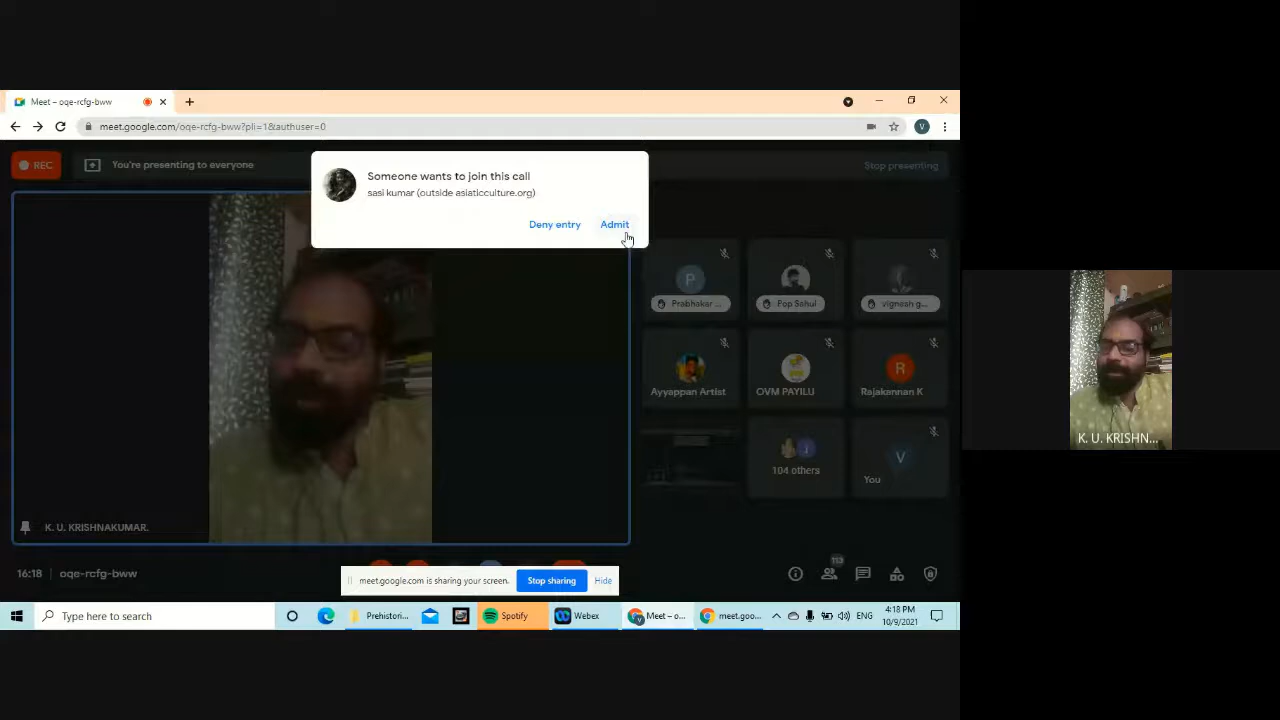 Meet – oqe-rcfg-bww
meet.google.com/oqe-rcfg-bww?pli=1&authuser=0
V
REC
You're presenting to everyone
Stop presenting
Someone wants to join this call
sasi kumar (outside asiaticculture.org)
Deny entry
Admit
P
Prabhakar ...
Pop Sahul
vignesh g...
Ayyappan Artist
OVM PAYILU
R
Rajakannan K
J
104 others
V
You
K. U. KRISHNAKUMAR.
K. U. KRISHN...
16:18
oqe-rcfg-bww
113
meet.google.com is sharing your screen.
Stop sharing
Hide
Type here to search
Prehistori...
Spotify
Webex
Meet – o...
meet.goo...
ENG
4:18 PM
10/9/2021